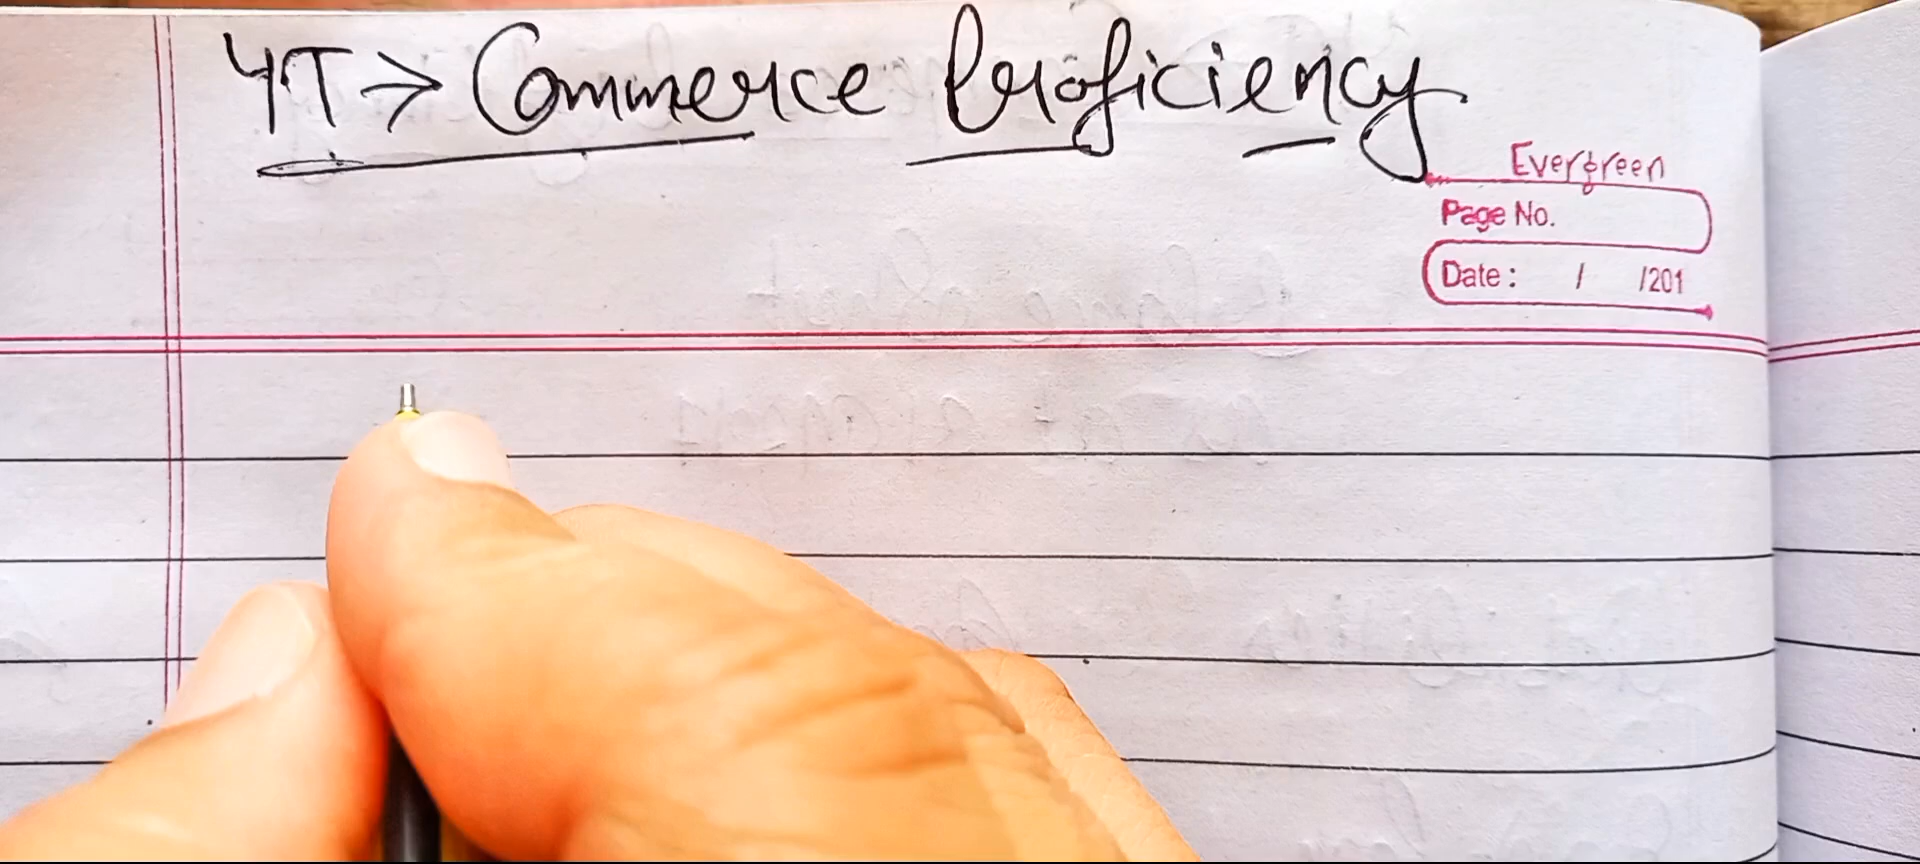 YT > Commerce Proficiency
Evergreen
Page No.
Date : / /201